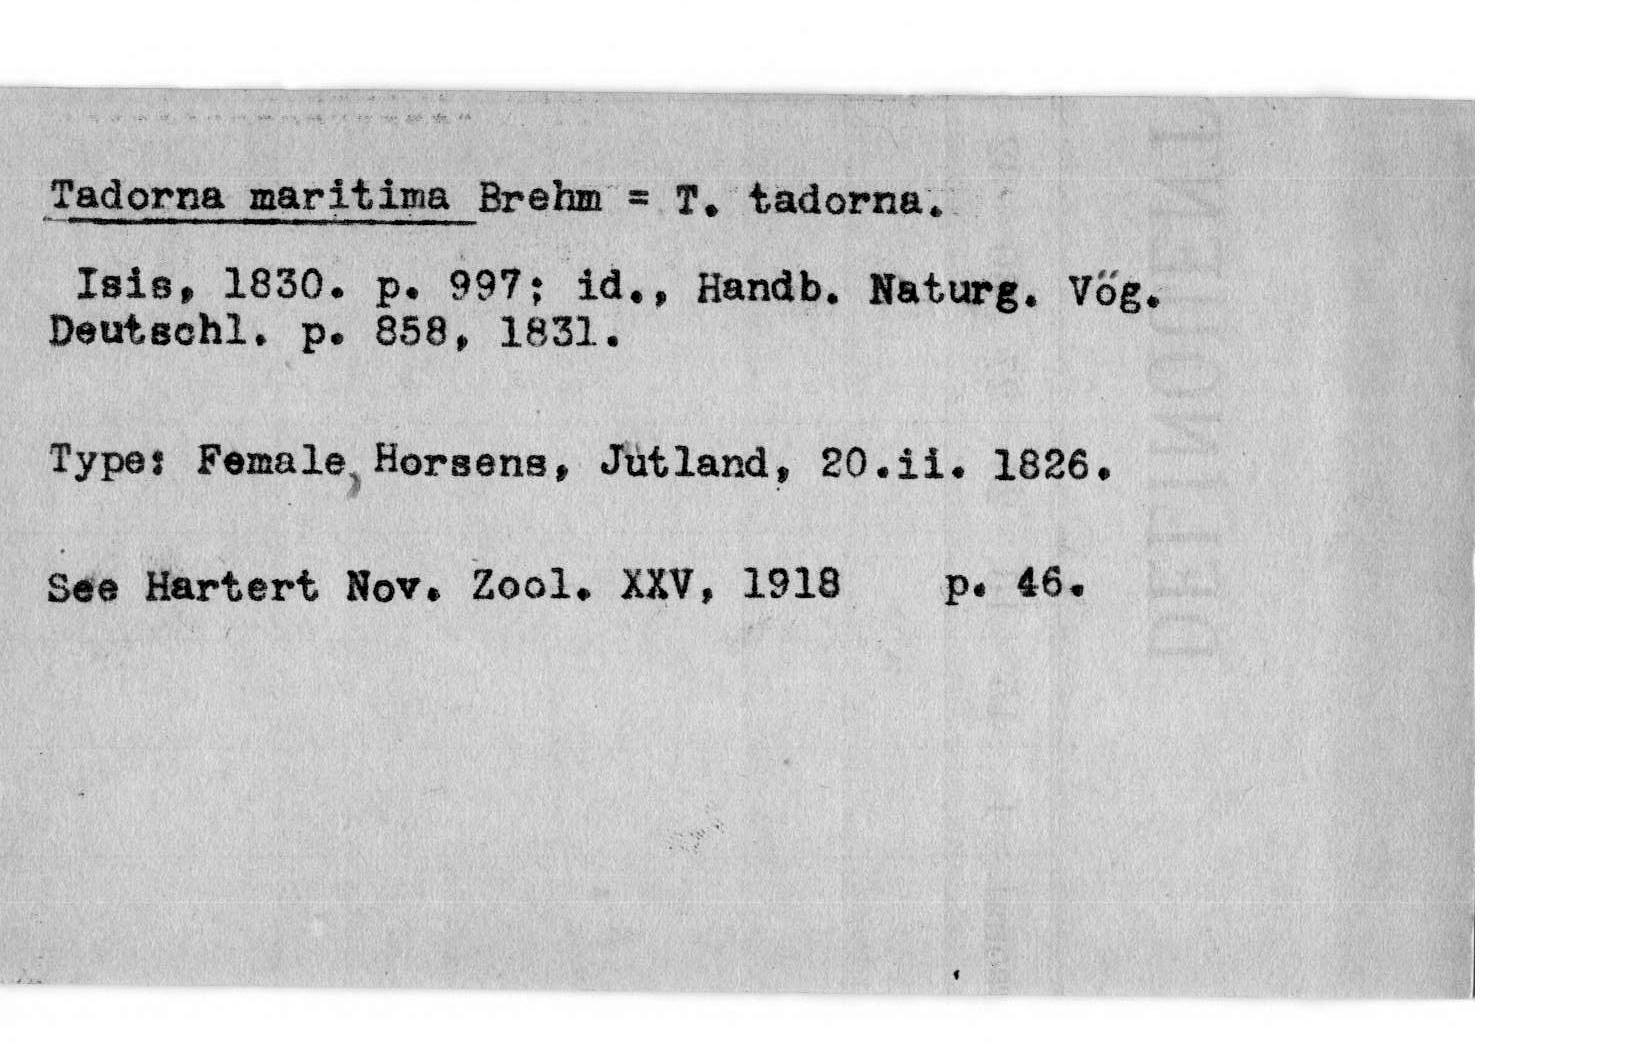 Tadorna maritima Brehm = T. tadorna.
Isis, 1830. p. 997; id., Handb. Naturg. Vög.
Deutschl. p. 858, 1831.
Type: Female, Horsens, Jütland, 20.ii. 1826.
See Hartert Nov. Zool. XXV, 1918 p. 46.